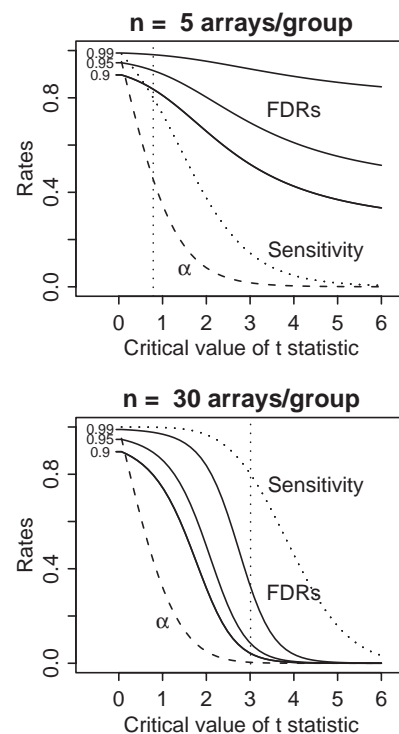 n = 5 arrays/group
0.99
0.95
0.9
0.8
0.4
0.0
Rates
FDRs
Sensitivity
α
0 1 2 3 4 5 6
Critical value of t statistic
n = 30 arrays/group
0.99
0.95
0.9
0.8
0.4
0.0
Rates
Sensitivity
FDRs
α
0 1 2 3 4 5 6
Critical value of t statistic